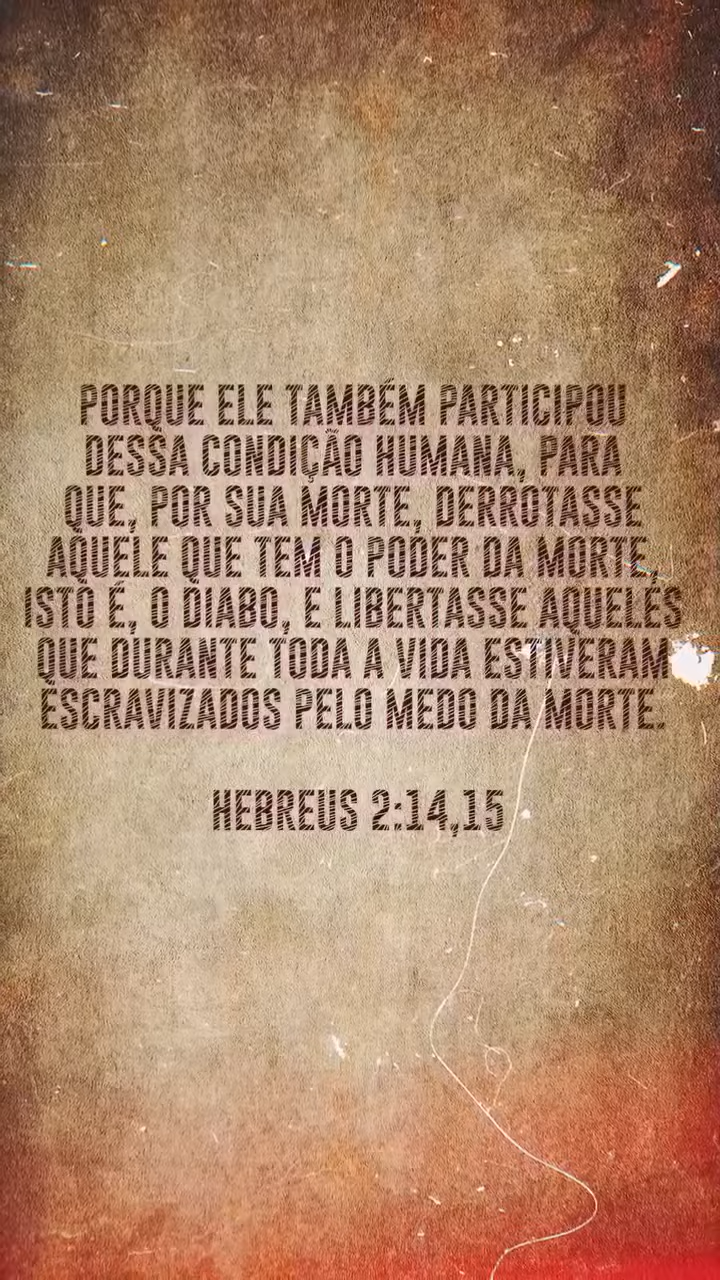 PORQUE ELE TAMBÉM PARTICIPOU
DESSA CONDIÇÃO HUMANA, PARA
QUE, POR SUA MORTE, DERROTASSE
AQUELE QUE TEM O PODER DA MORTE,
ISTO É, O DIABO, E LIBERTASSE AQUELES
QUE DURANTE TODA A VIDA ESTIVERAM
ESCRAVIZADOS PELO MEDO DA MORTE.
HEBREUS 2:14,15